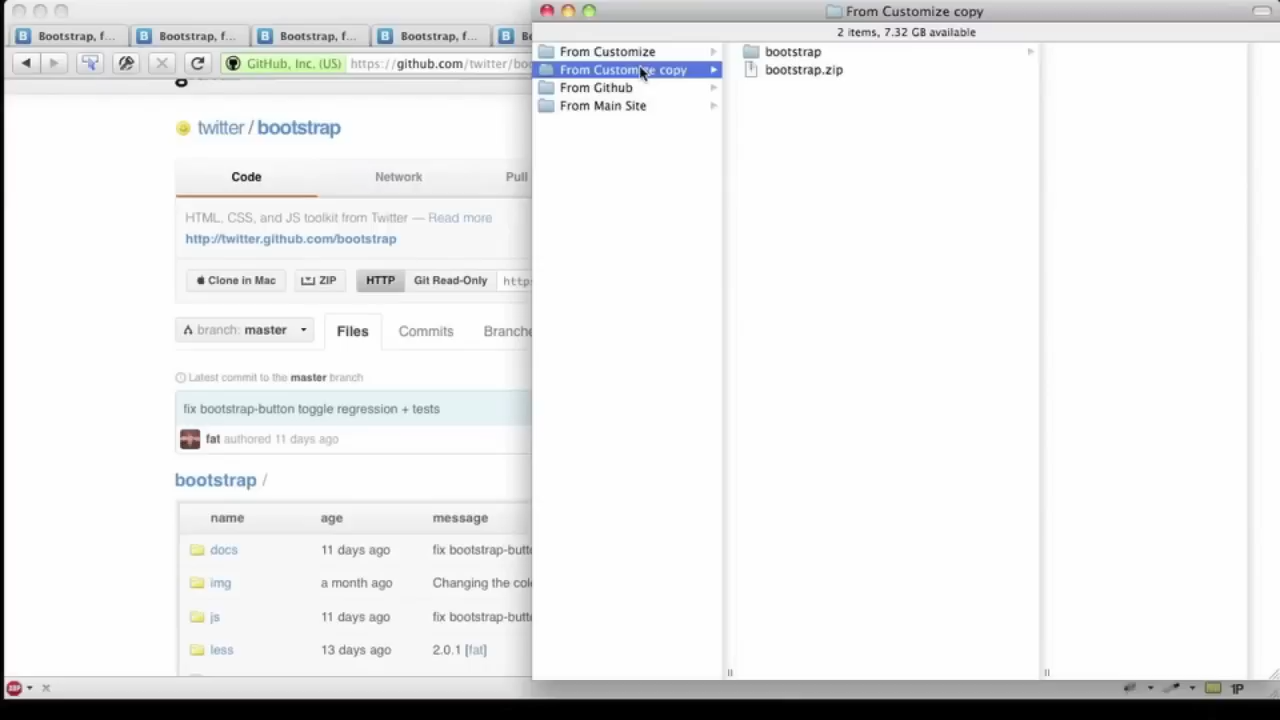 From Customize copy
2 items, 7.32 GB available
Bootstrap, f...
Bootstrap, f...
Bootstrap, f...
Bootstrap, f...
Boo
GitHub, Inc. (US)
https://github.com/twitter/bo
twitter / bootstrap
Code
Network
Pull
HTML, CSS, and JS toolkit from Twitter — Read more
http://twitter.github.com/bootstrap
Clone in Mac
ZIP
HTTP
Git Read-Only
http
branch: master
Files
Commits
Branche
Latest commit to the master branch
fix bootstrap-button toggle regression + tests
fat authored 11 days ago
bootstrap /
name age message
docs 11 days ago fix bootstrap-butt
img a month ago Changing the col
js 11 days ago fix bootstrap-butt
less 13 days ago 2.0.1 [fat]
From Customize
From Customize copy
From Github
From Main Site
bootstrap
bootstrap.zip
ABP
1P